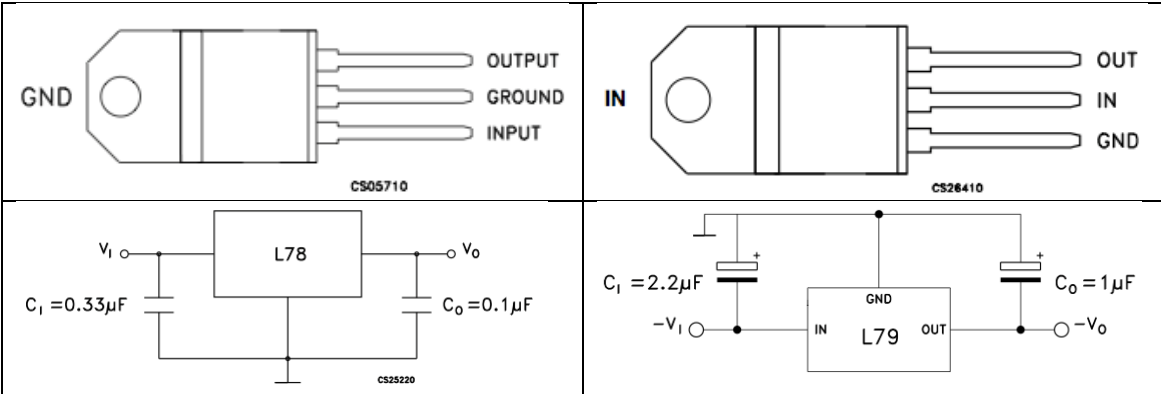 OUTPUT
GND
GROUND
INPUT
CS05710
OUT
IN
IN
GND
CS26410
VI
L78
VO
CI =0.33µF
CO =0.1µF
CS25220
+
+
CI =2.2µF
CO =1µF
GND
-VI
IN
L79
OUT
-VO